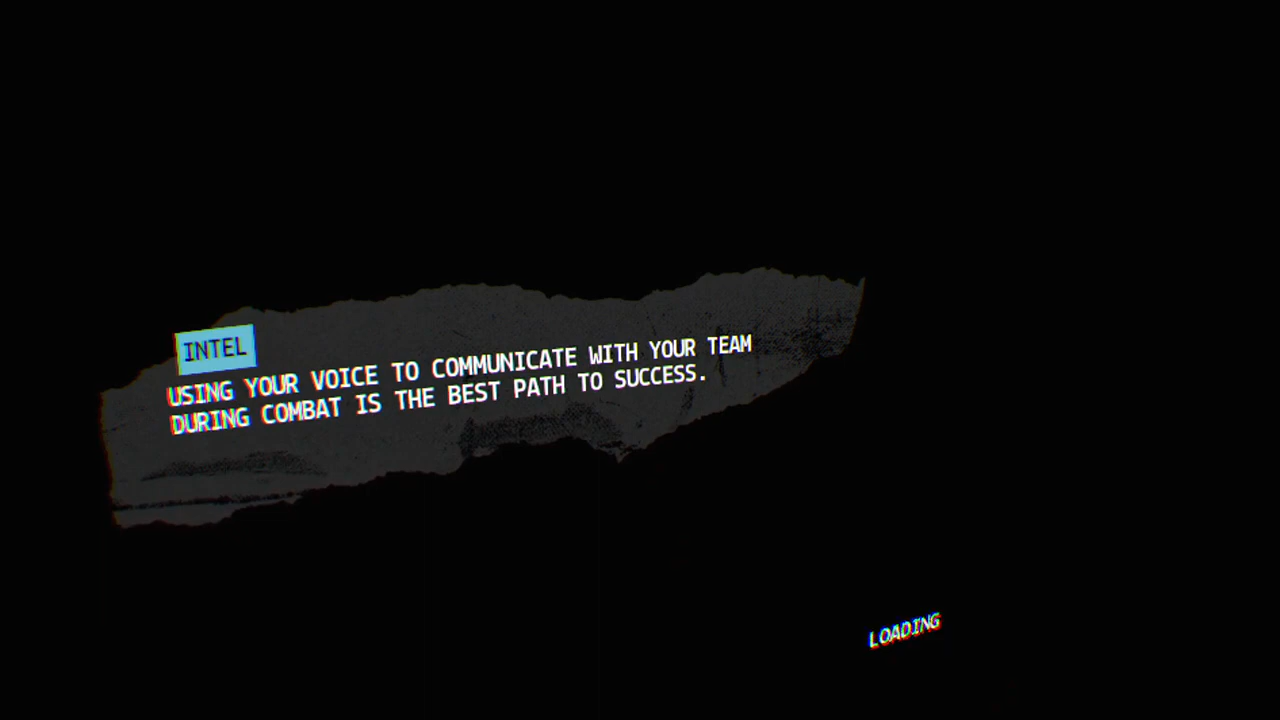 INTEL
USING YOUR VOICE TO COMMUNICATE WITH YOUR TEAM
DURING COMBAT IS THE BEST PATH TO SUCCESS.
LOADING